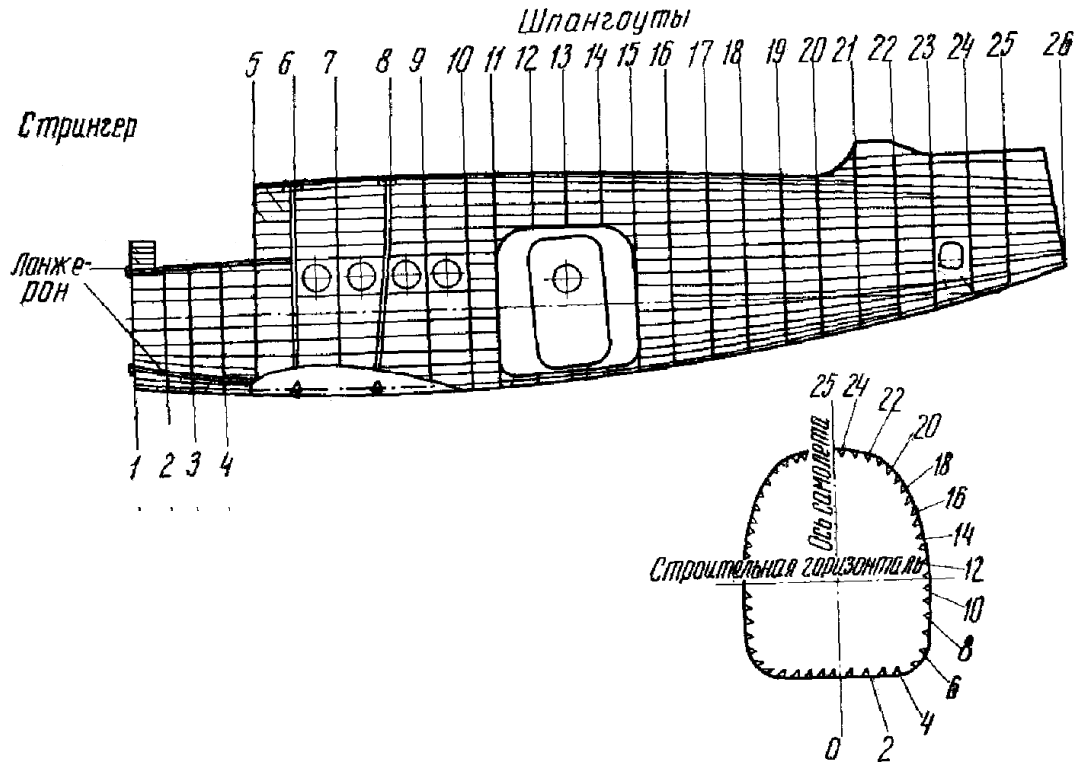 Шпангоуты
5 6 7 8 9 10 11 12 13 14 15 16 17 18 19 20 21 22 23 24 25 26
Стрингер
Лонже-
рон
1 2 3 4
25 24 22 20 18 16 14 12 10 8 6 4 2 0
Ось самолета
Строительная горизонталь